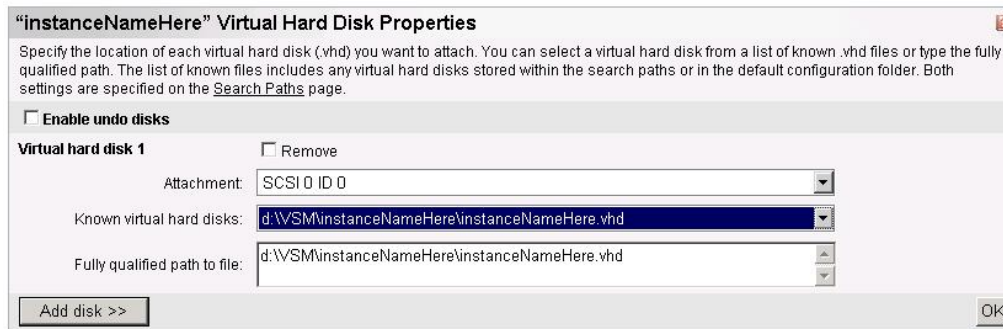 “instanceNameHere” Virtual Hard Disk Properties
Specify the location of each virtual hard disk (.vhd) you want to attach. You can select a virtual hard disk from a list of known .vhd files or type the fully
qualified path. The list of known files includes any virtual hard disks stored within the search paths or in the default configuration folder. Both
settings are specified on the Search Paths page.
Enable undo disks
Virtual hard disk 1 Remove
Attachment: SCSI 0 ID 0
Known virtual hard disks: d:\VSM\instanceNameHere\instanceNameHere.vhd
Fully qualified path to file: d:\VSM\instanceNameHere\instanceNameHere.vhd
Add disk >> OK